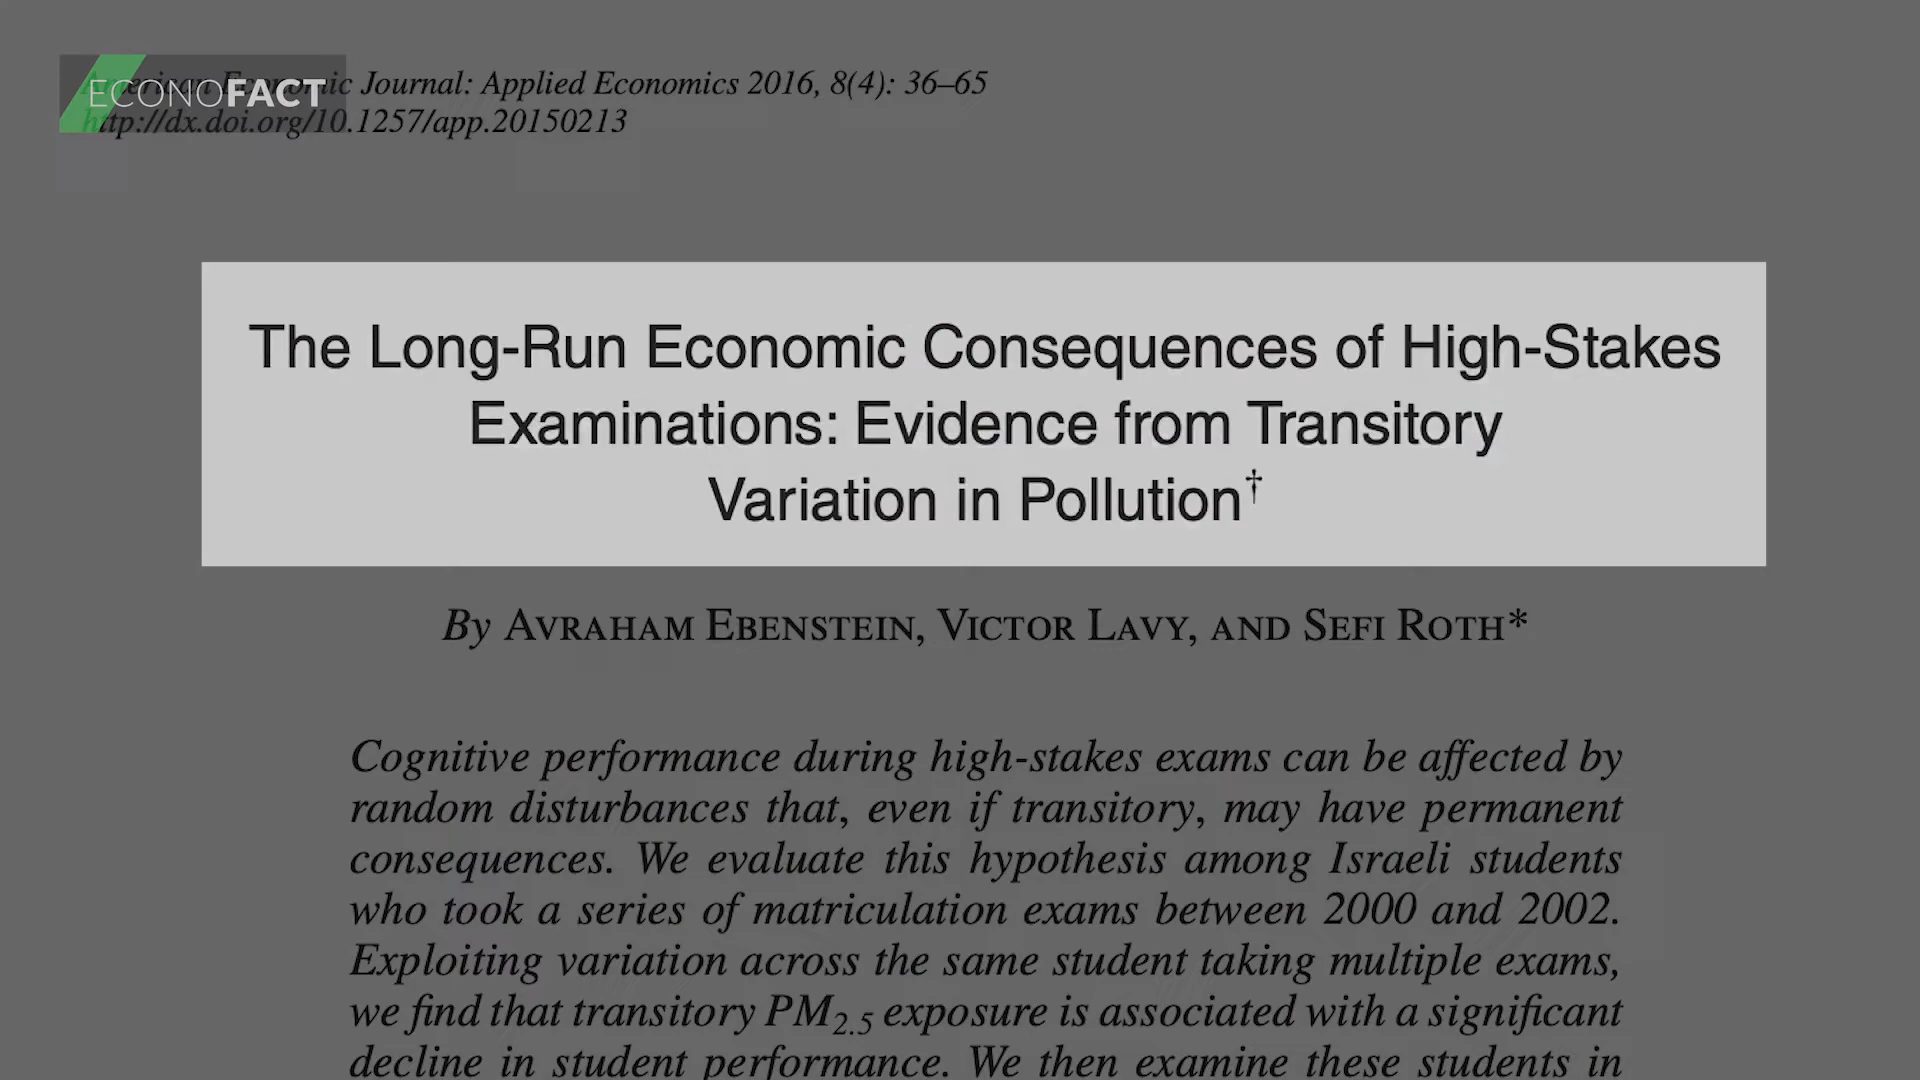 ECONOFACT
American Economic Journal: Applied Economics 2016, 8(4): 36–65
http://dx.doi.org/10.1257/app.20150213
The Long-Run Economic Consequences of High-Stakes
Examinations: Evidence from Transitory
Variation in Pollution†
By Avraham Ebenstein, Victor Lavy, and Sefi Roth*
Cognitive performance during high-stakes exams can be affected by
random disturbances that, even if transitory, may have permanent
consequences. We evaluate this hypothesis among Israeli students
who took a series of matriculation exams between 2000 and 2002.
Exploiting variation across the same student taking multiple exams,
we find that transitory PM2.5 exposure is associated with a significant
decline in student performance. We then examine these students in